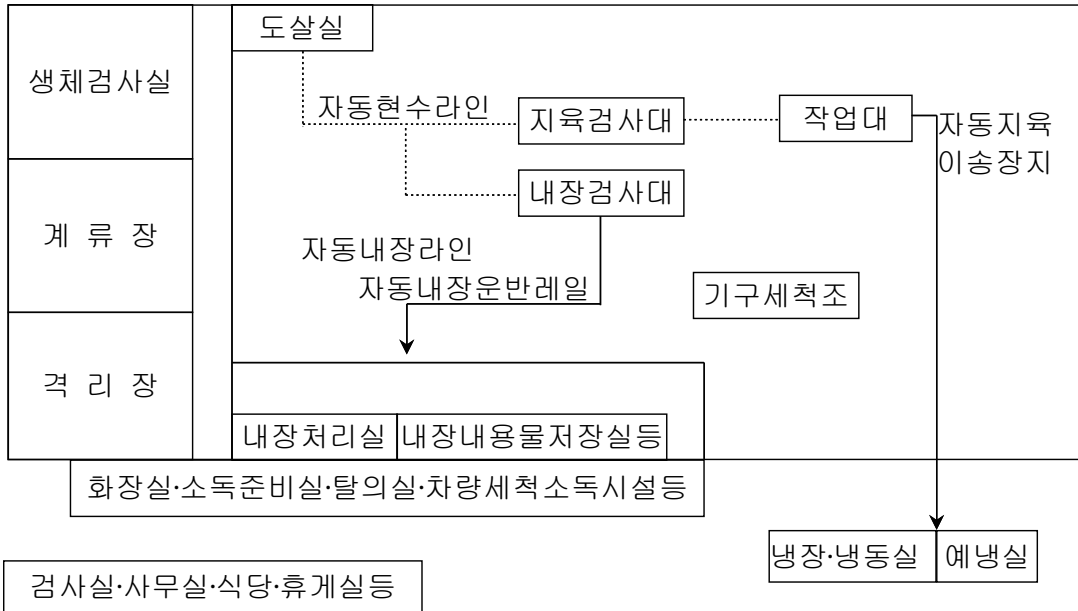 도살실
생체검사실
자동현수라인
지육검사대
작업대
자동지육
이송장지
내장검사대
계 류 장
자동내장라인
자동내장운반레일
기구세척조
격 리 장
내장처리실
내장내용물저장실등
화장실·소독준비실·탈의실·차량세척소독시설등
냉장·냉동실
예냉실
검사실·사무실·식당·휴게실등